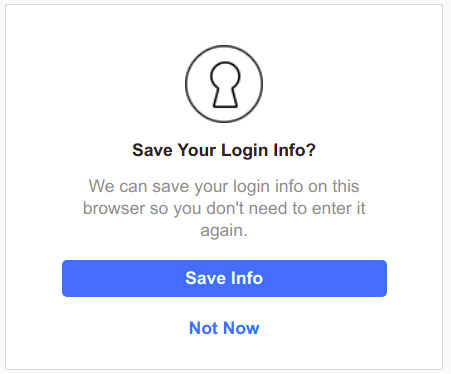 Save Your Login Info?
We can save your login info on this
browser so you don't need to enter it
again.
Save Info
Not Now